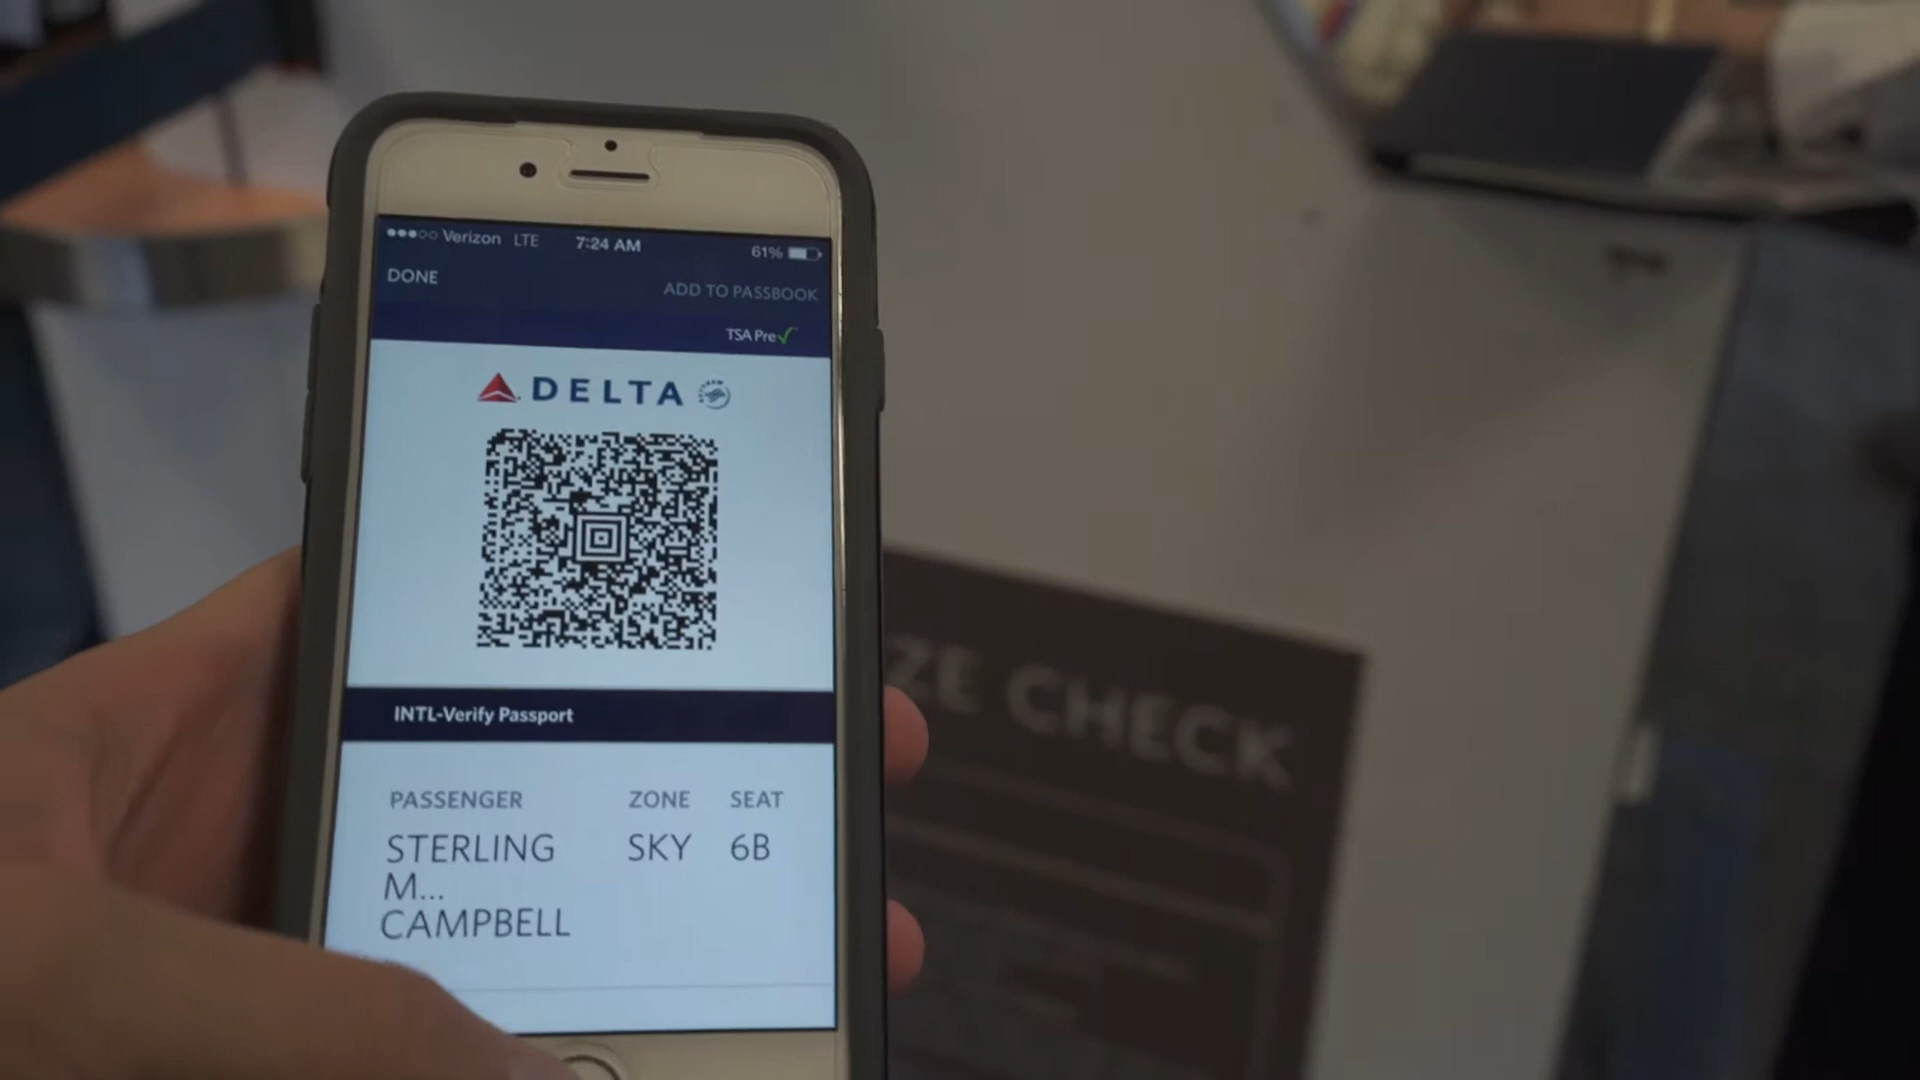 Verizon LTE 7:24 AM 61%
DONE ADD TO PASSBOOK
TSA Pre✓
DELTA
INTL-Verify Passport
PASSENGER ZONE SEAT
STERLING SKY 6B
M...
CAMPBELL
ZE CHECK